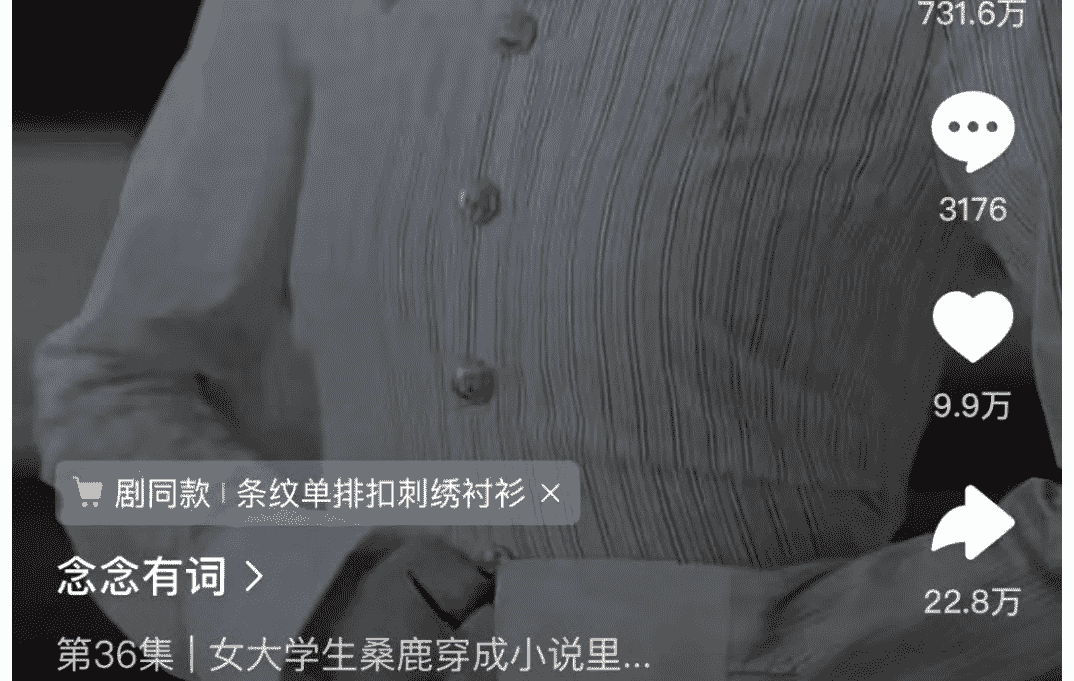 731.6万
3176
9.9万
剧同款 | 条纹单排扣刺绣衬衫 ×
22.8万
念念有词 >
第36集 | 女大学生桑鹿穿成小说里...